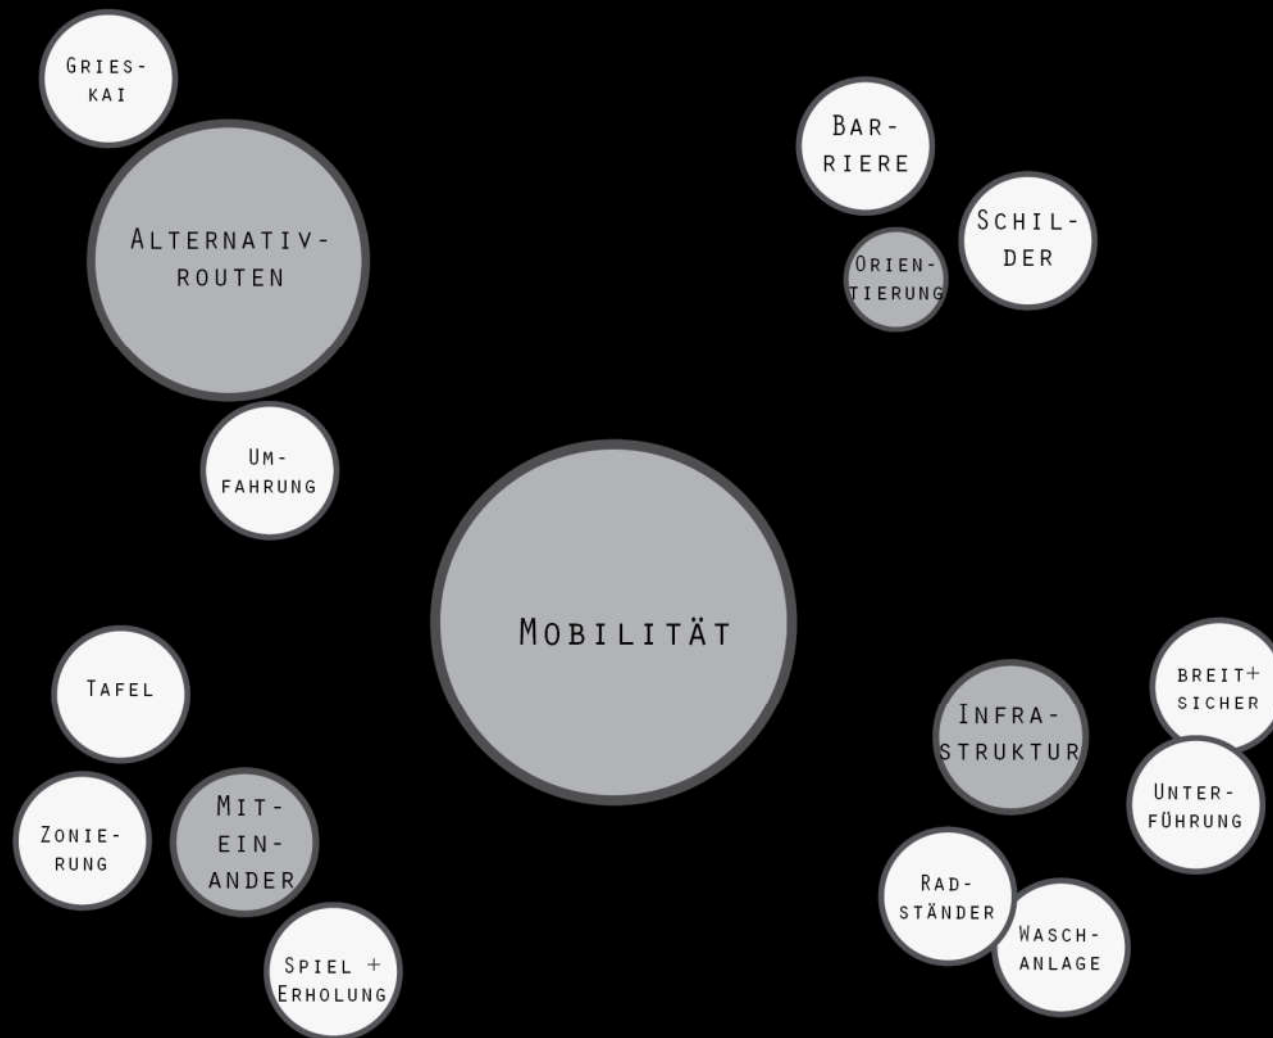 GRIES-
KAI
ALTERNATIV-
ROUTEN
UM-
FAHRUNG
BAR-
RIERE
SCHIL-
DER
ORIEN-
TIERUNG
MOBILITÄT
TAFEL
ZONIE-
RUNG
MIT-
EIN-
ANDER
SPIEL +
ERHOLUNG
INFRA-
STRUKTUR
BREIT+
SICHER
UNTER-
FÜHRUNG
RAD-
STÄNDER
WASCH-
ANLAGE